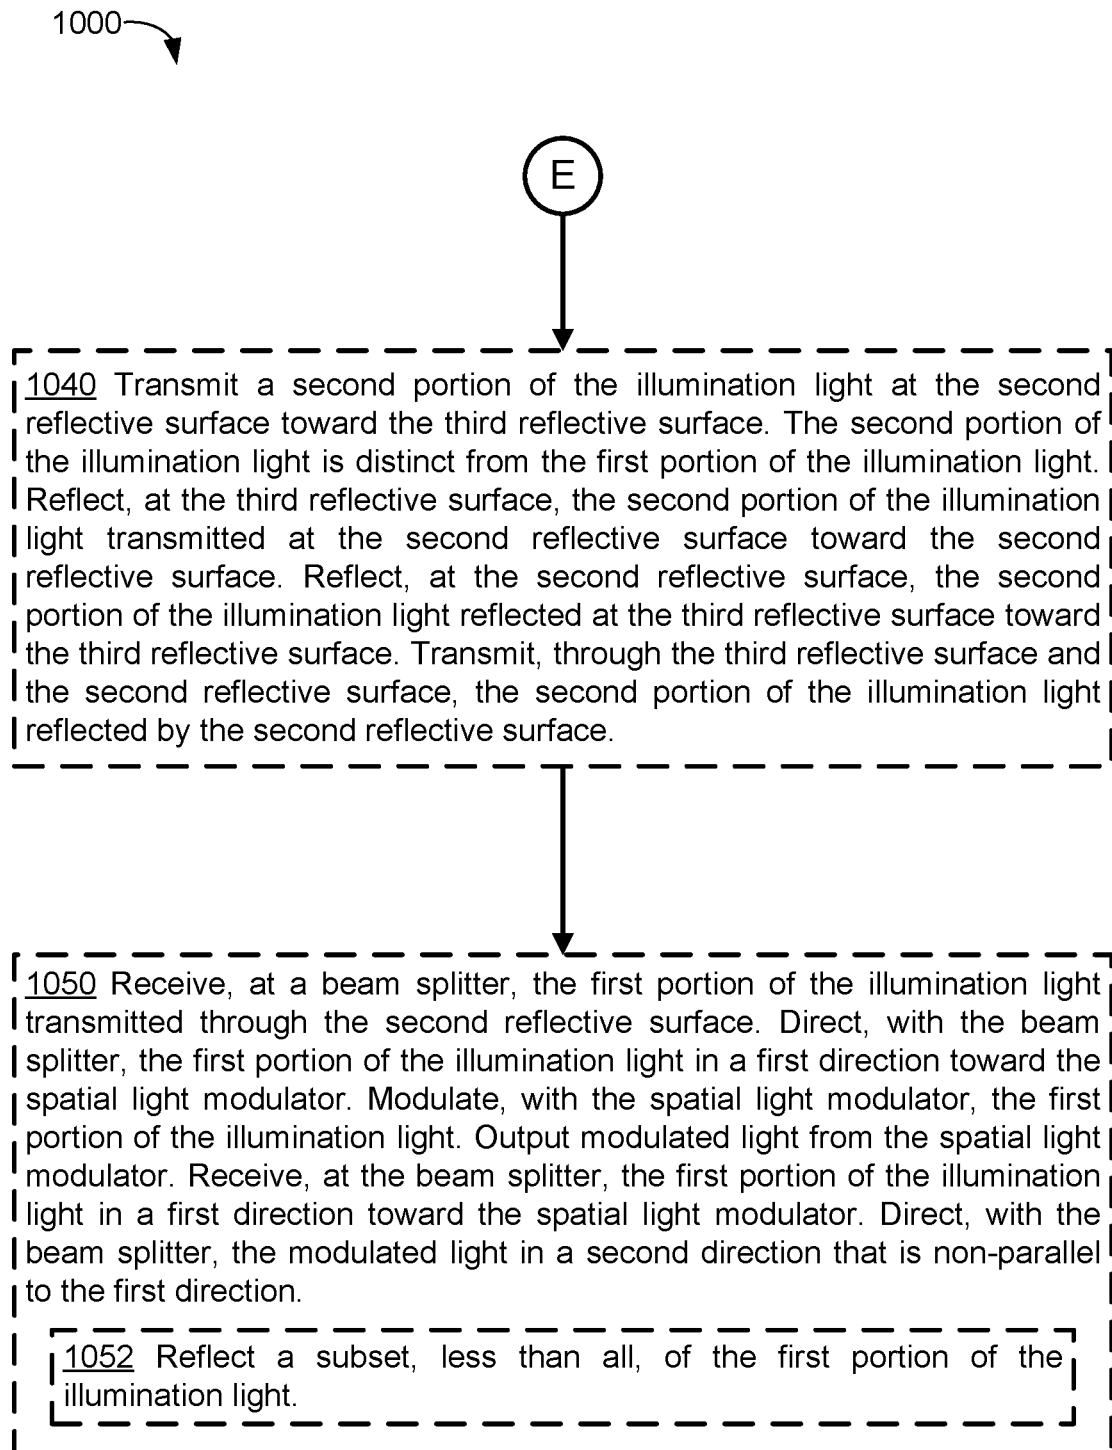 1000
E
1040 Transmit a second portion of the illumination light at the second
reflective surface toward the third reflective surface. The second portion of
the illumination light is distinct from the first portion of the illumination light.
Reflect, at the third reflective surface, the second portion of the illumination
light transmitted at the second reflective surface toward the second
reflective surface. Reflect, at the second reflective surface, the second
portion of the illumination light reflected at the third reflective surface toward
the third reflective surface. Transmit, through the third reflective surface and
the second reflective surface, the second portion of the illumination light
reflected by the second reflective surface.
1050 Receive, at a beam splitter, the first portion of the illumination light
transmitted through the second reflective surface. Direct, with the beam
splitter, the first portion of the illumination light in a first direction toward the
spatial light modulator. Modulate, with the spatial light modulator, the first
portion of the illumination light. Output modulated light from the spatial light
modulator. Receive, at the beam splitter, the first portion of the illumination
light in a first direction toward the spatial light modulator. Direct, with the
beam splitter, the modulated light in a second direction that is non-parallel
to the first direction.
1052 Reflect a subset, less than all, of the first portion of the
illumination light.